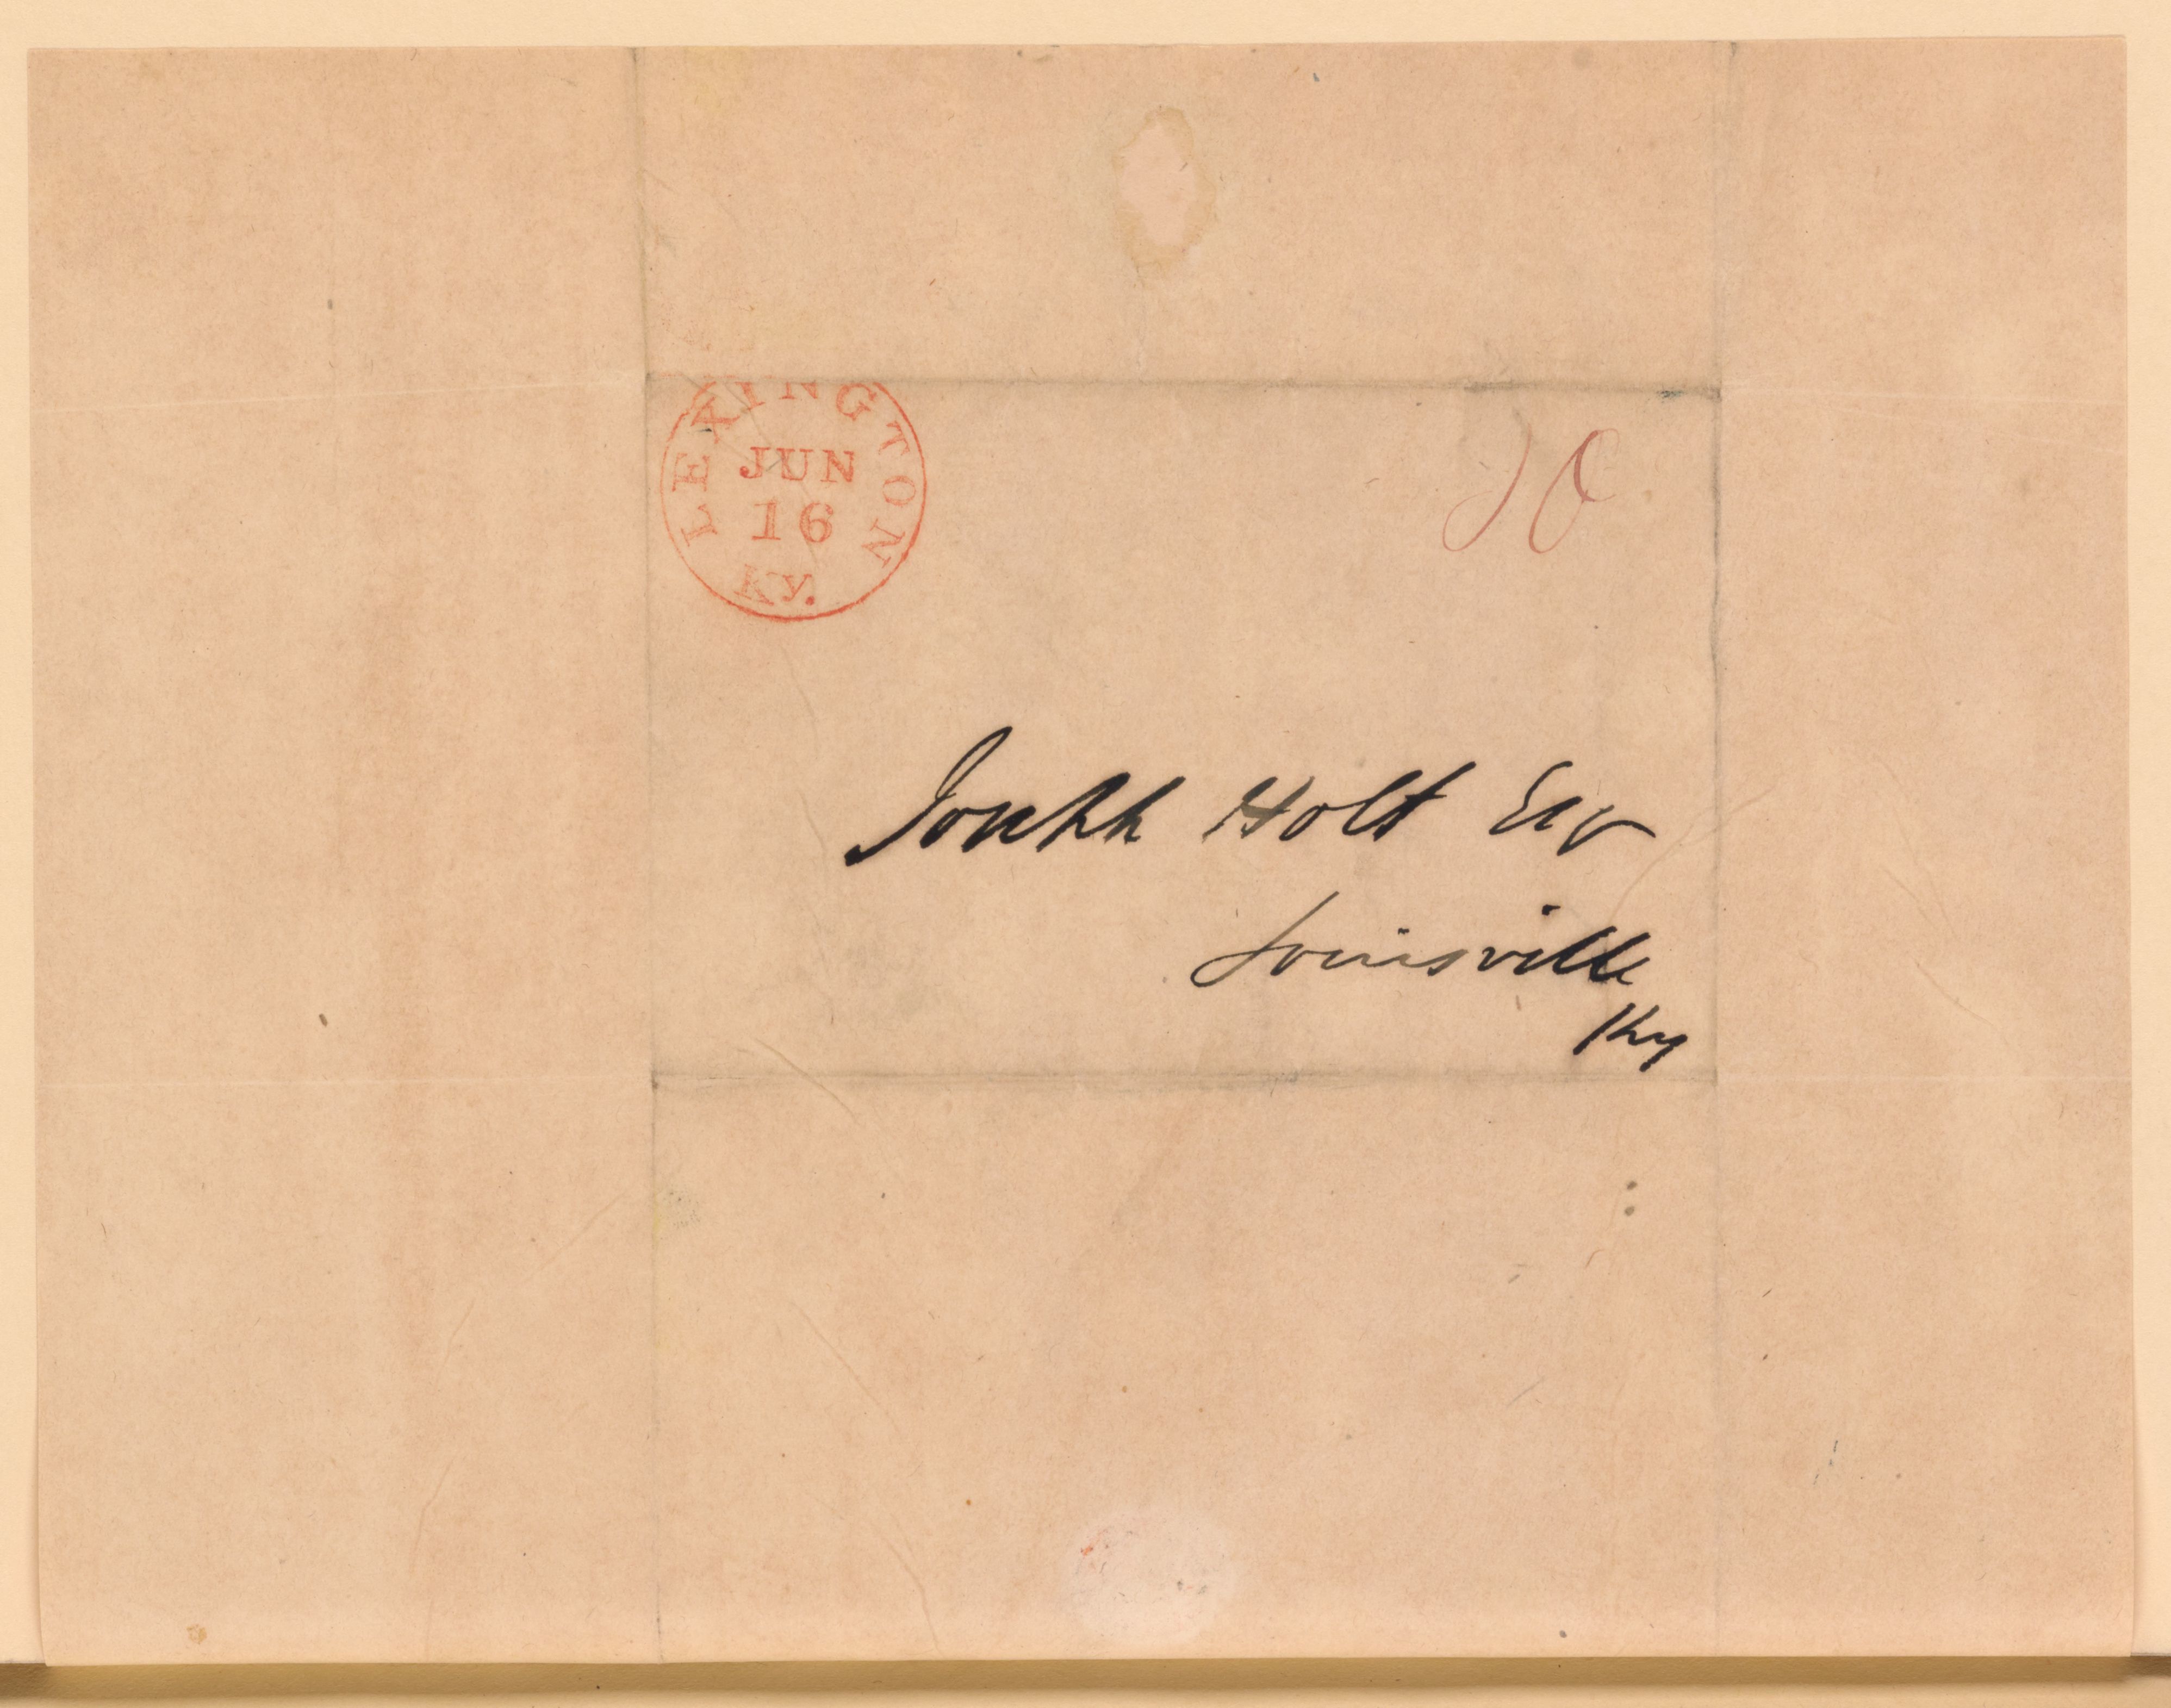 LEXINGTON
JUN
16
KY.
10
Joseph Holt Esq
Louisville
Ky